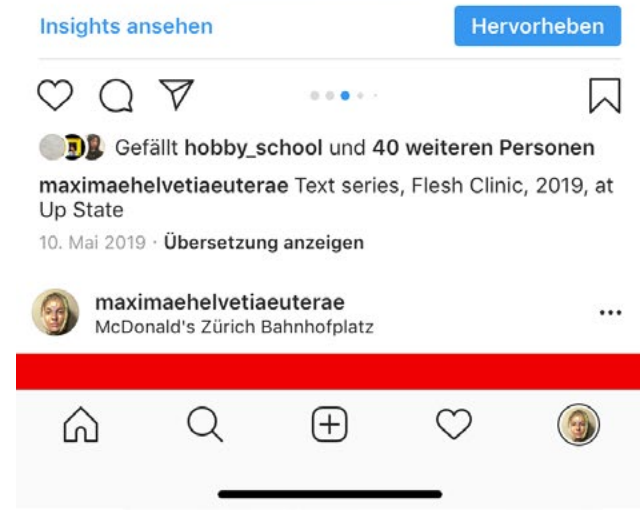 Insights ansehen
Hervorheben
Gefällt hobby_school und 40 weiteren Personen
maximaehelvetiaeuterae Text series, Flesh Clinic, 2019, at
Up State
10. Mai 2019 · Übersetzung anzeigen
maximaehelvetiaeuterae
McDonald's Zürich Bahnhofplatz